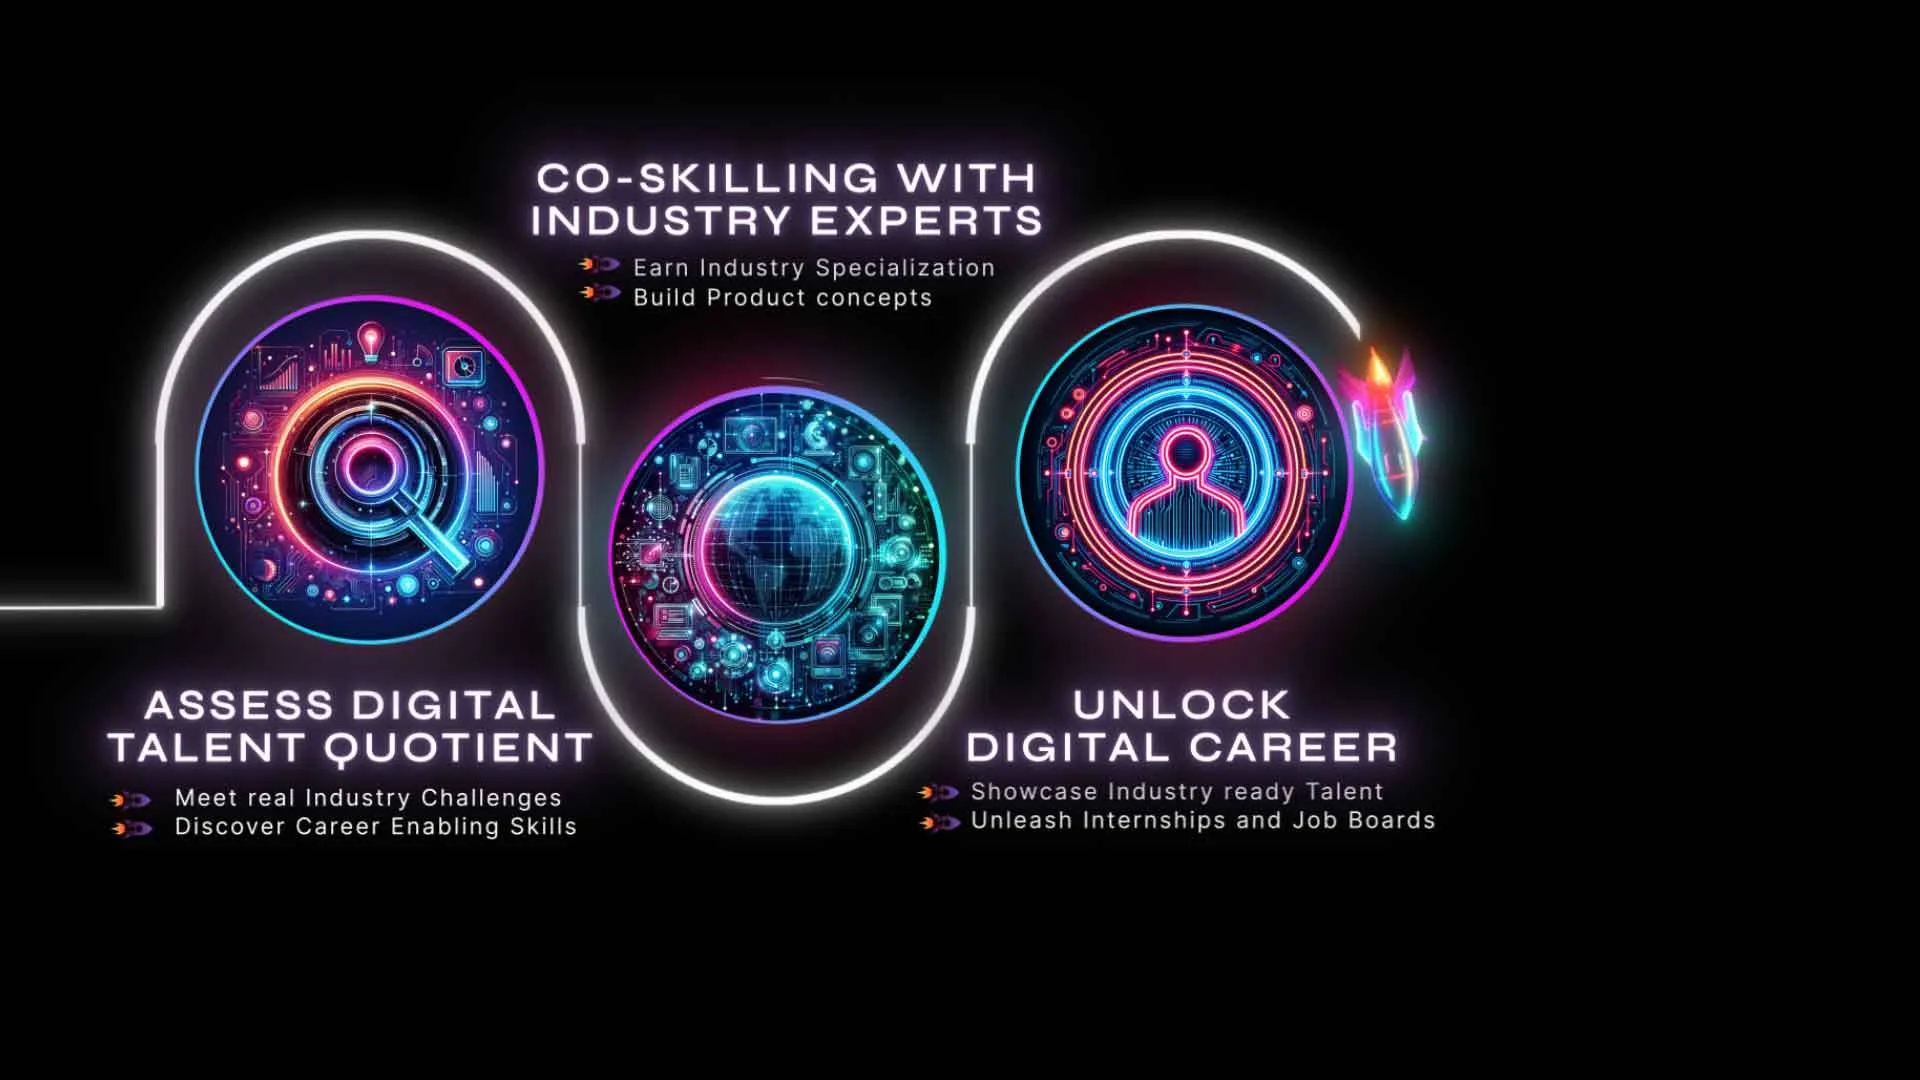 CO-SKILLING WITH
INDUSTRY EXPERTS
Earn Industry Specialization
Build Product concepts
ASSESS DIGITAL
TALENT QUOTIENT
Meet real Industry Challenges
Discover Career Enabling Skills
UNLOCK
DIGITAL CAREER
Showcase Industry ready Talent
Unleash Internships and Job Boards